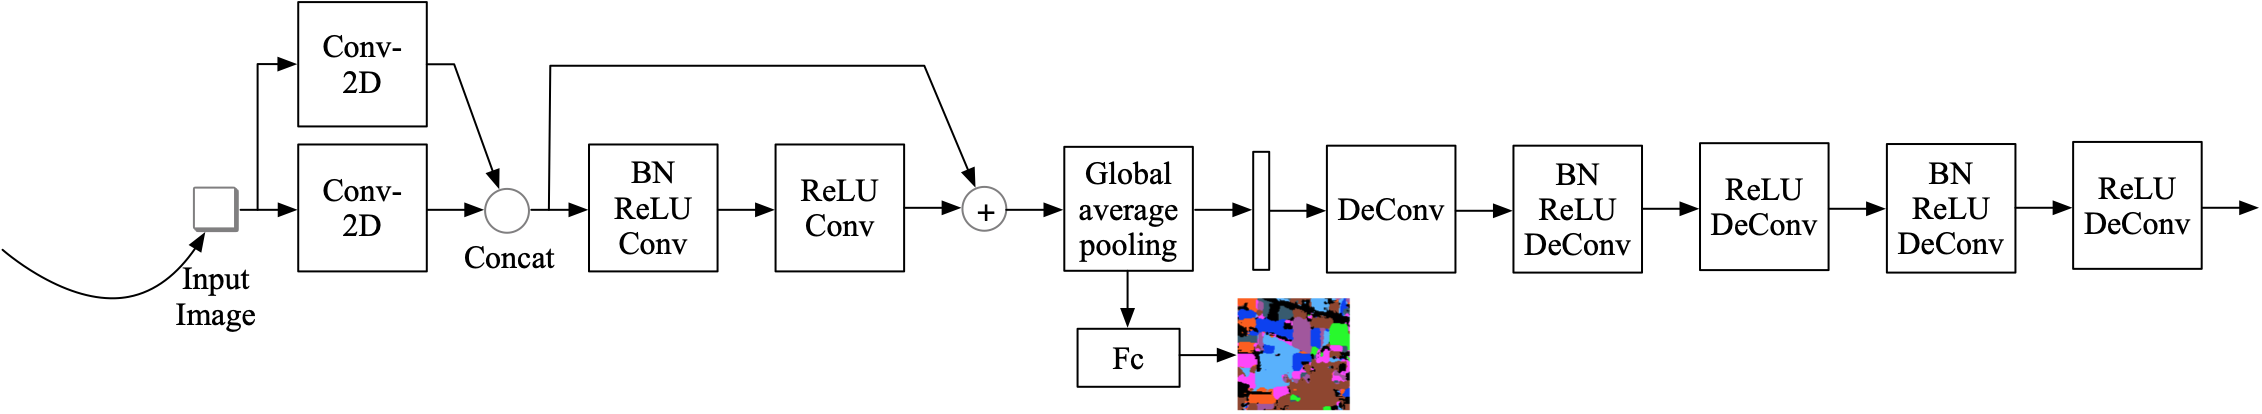 Conv-
2D
Conv-
2D
Input
Image
Concat
BN
ReLU
Conv
ReLU
Conv
+
Global
average
pooling
Fc
DeConv
BN
ReLU
DeConv
ReLU
DeConv
BN
ReLU
DeConv
ReLU
DeConv